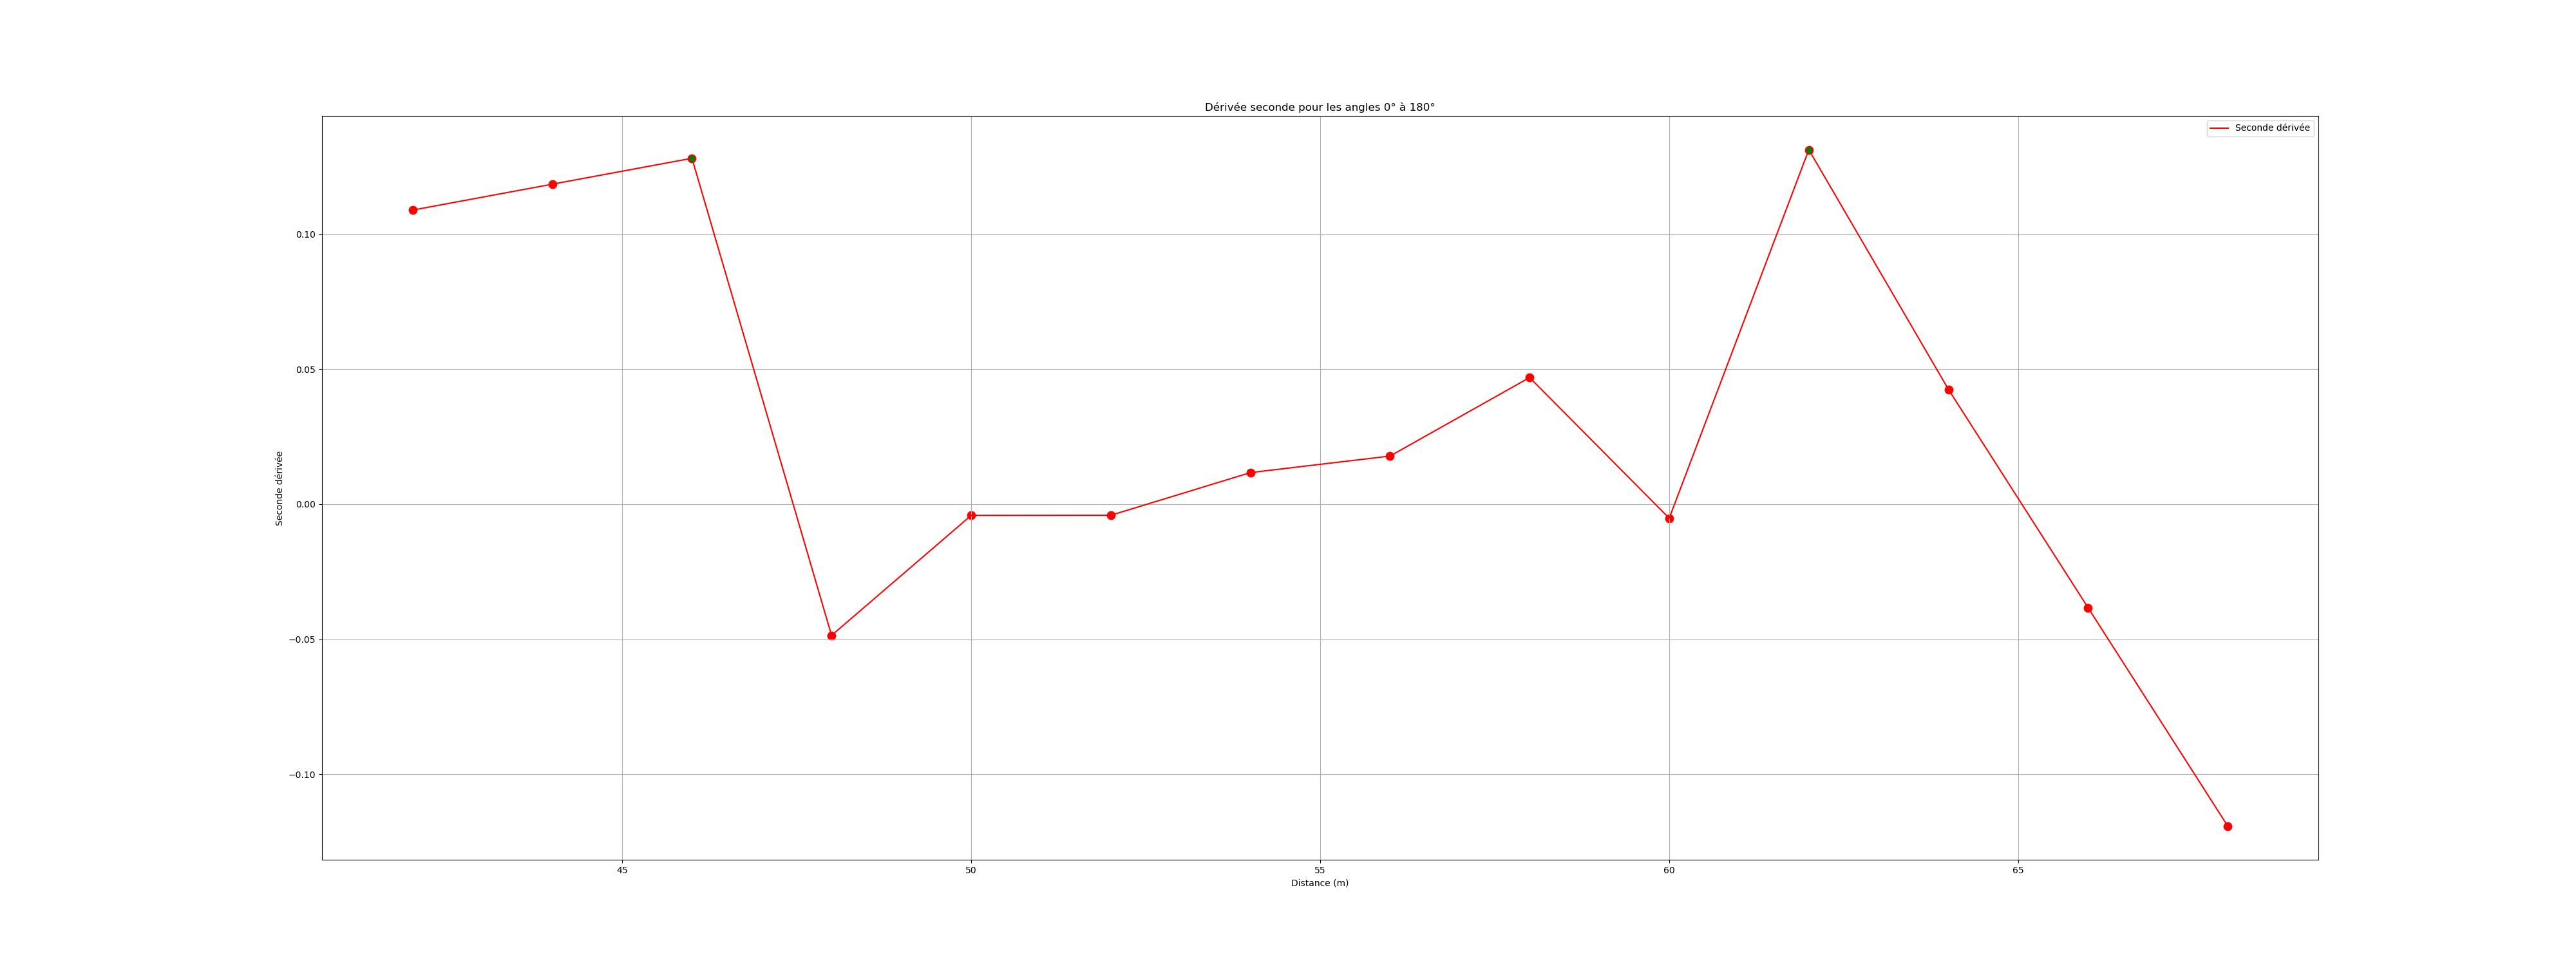 Dérivée seconde pour les angles 0° à 180°
Seconde dérivée
0.10
0.05
0.00
−0.05
−0.10
Seconde dérivée
45
50
55
60
65
Distance (m)